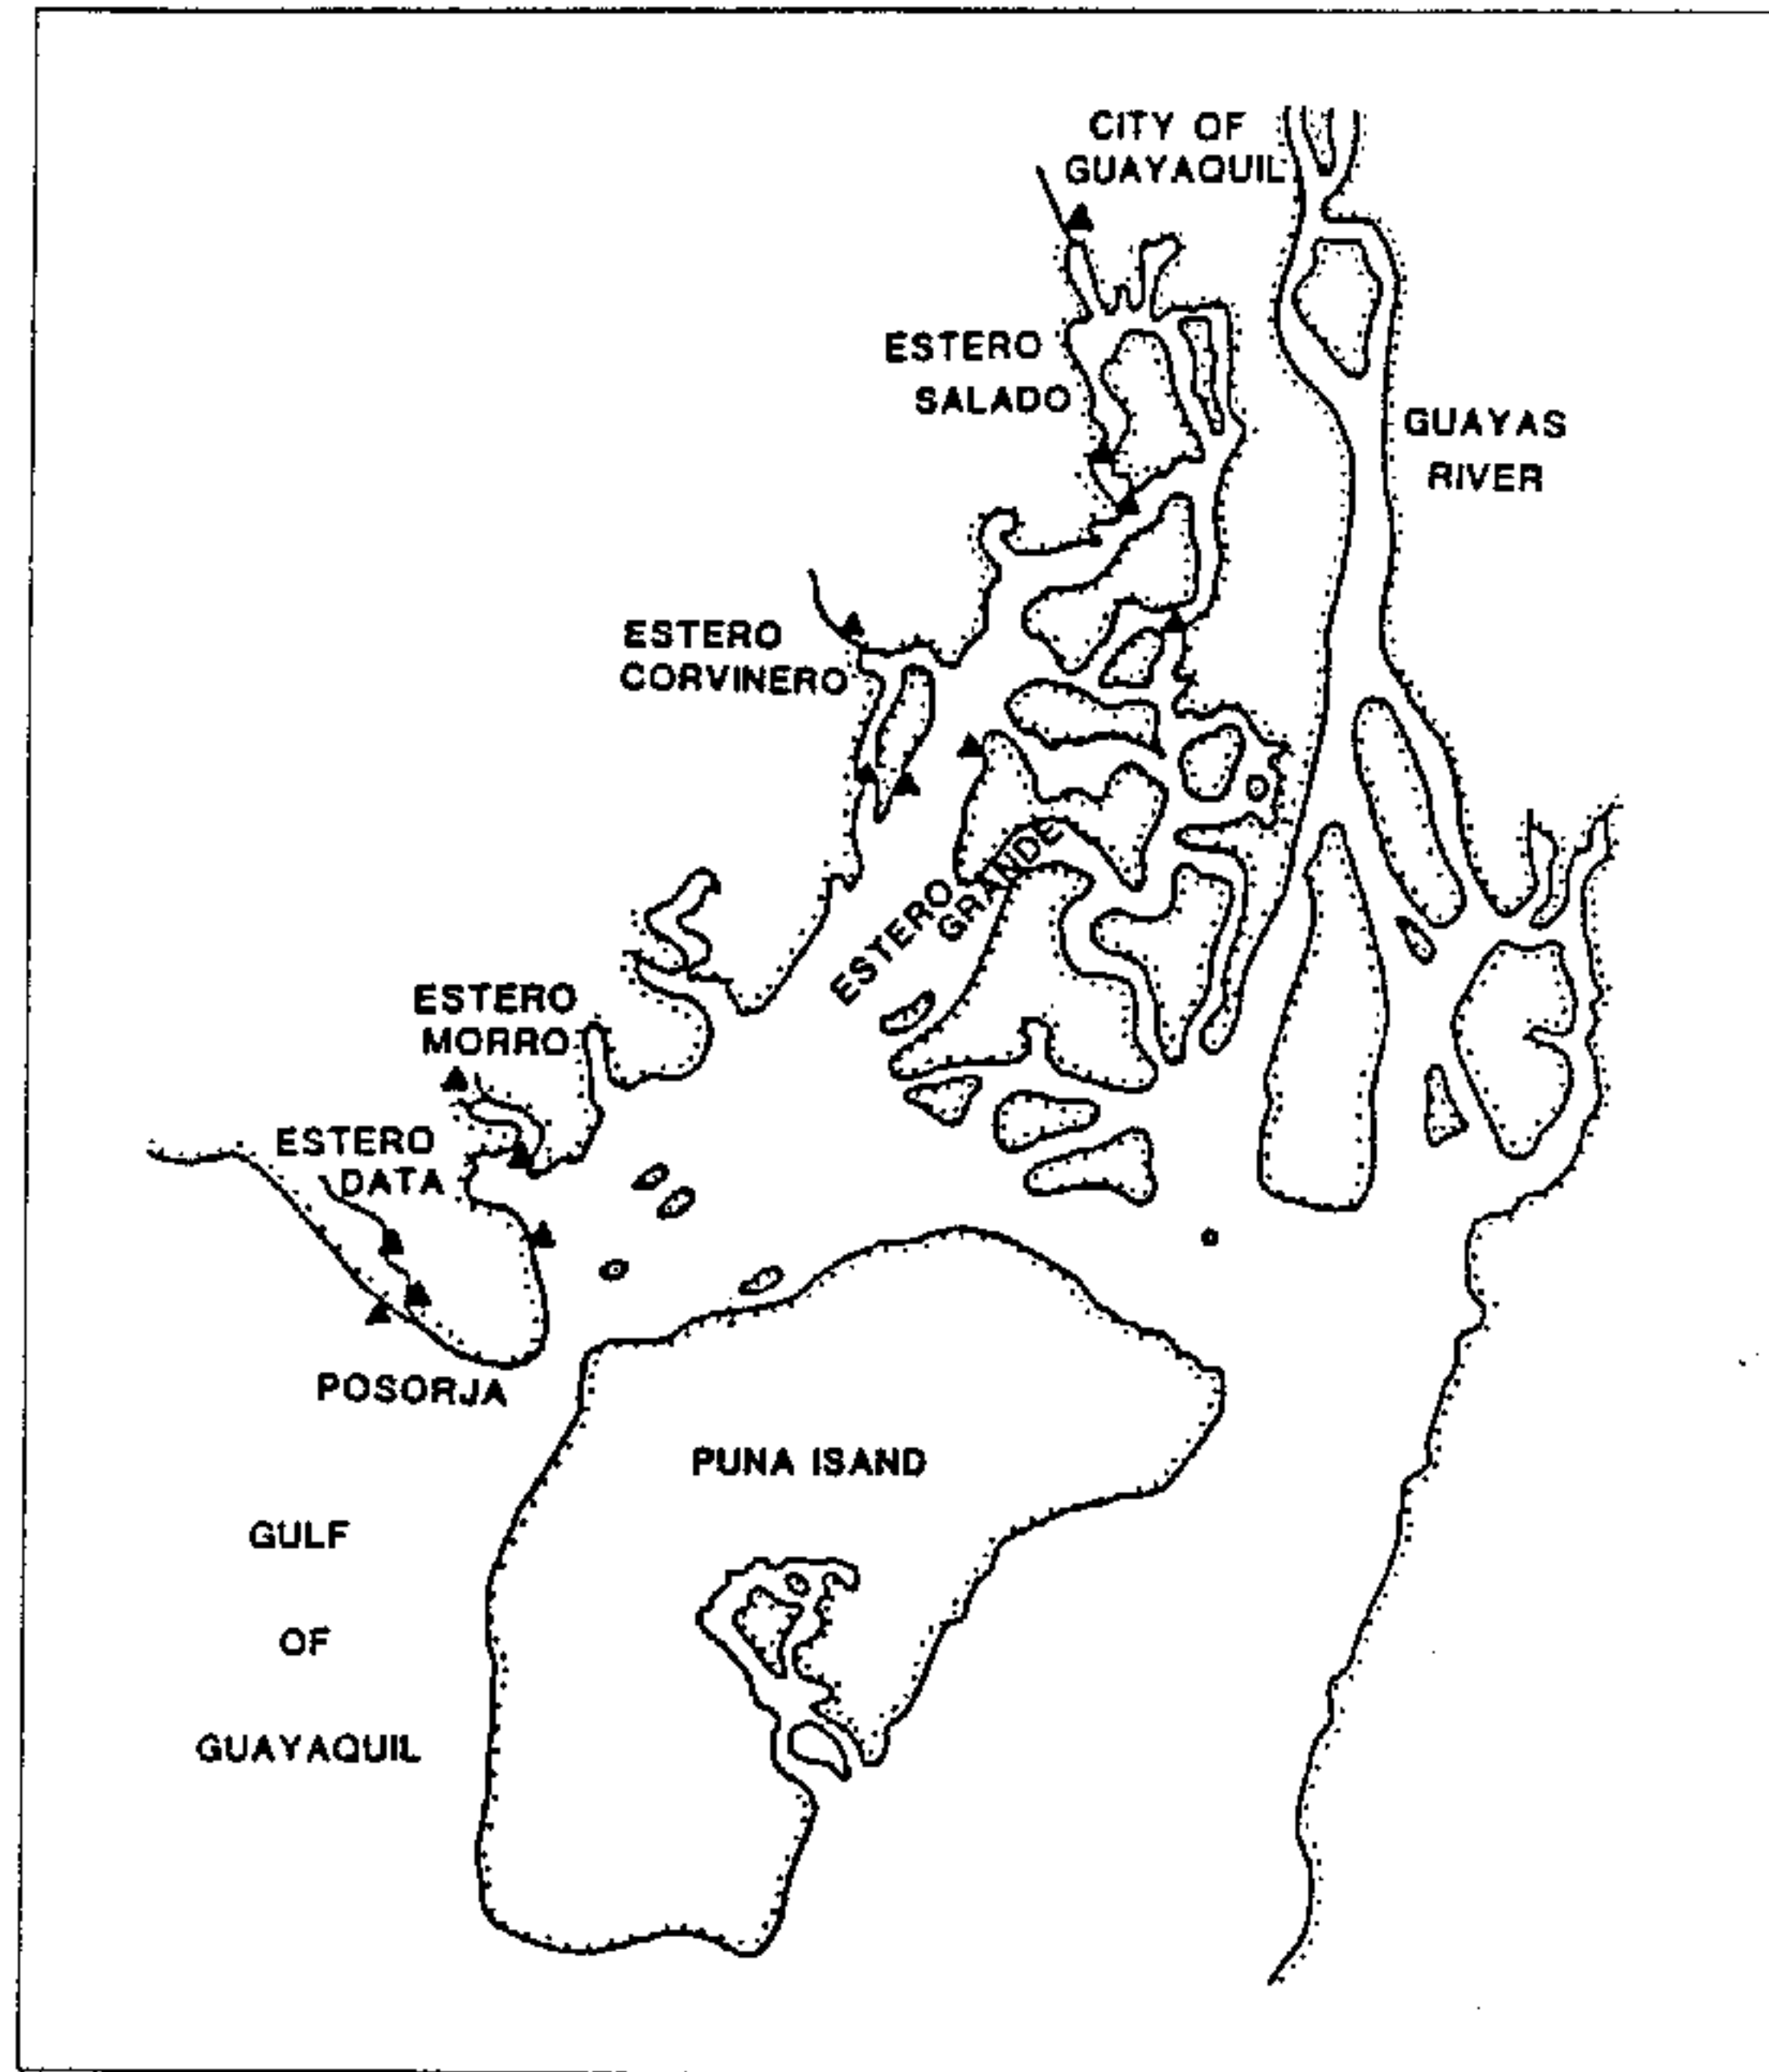 CITY OF
GUAYAQUIL
ESTERO
SALADO
GUAYAS
RIVER
ESTERO
CORVINERO
ESTERO
GRANDE
ESTERO
MORRO
ESTERO
DATA
POSORJA
PUNA ISAND
GULF
OF
GUAYAQUIL